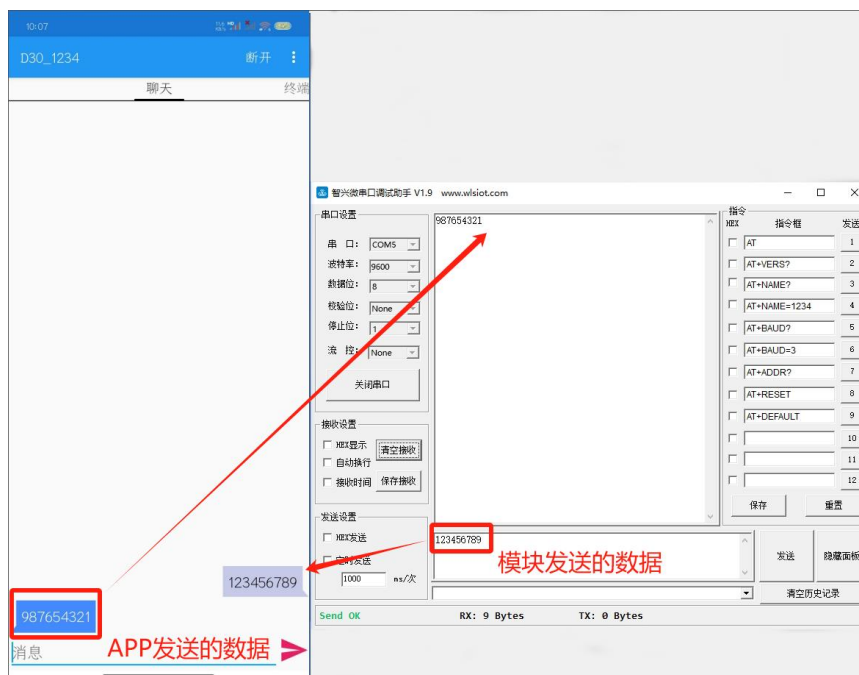 10:07
D30_1234
断开
聊天
终端
智兴微串口调试助手 V1.9 www.wlsiot.com
串口设置
串 口: COM5
波特率: 9600
数据位: 8
校验位: None
停止位: 1
流 控: None
关闭串口
接收设置
HEX显示
清空接收
自动换行
接收时间
保存接收
发送设置
HEX发送
定时发送
1000 ms/次
987654321
指令
HEX 指令框 发送
AT 1
AT+VERS? 2
AT+NAME? 3
AT+NAME=1234 4
AT+BAUD? 5
AT+BAUD=3 6
AT+ADDR? 7
AT+RESET 8
AT+DEFAULT 9
10
11
12
保存
重置
123456789
模块发送的数据
发送
隐藏面板
清空历史记录
Send OK RX: 9 Bytes TX: 0 Bytes
123456789
987654321
APP发送的数据
消息